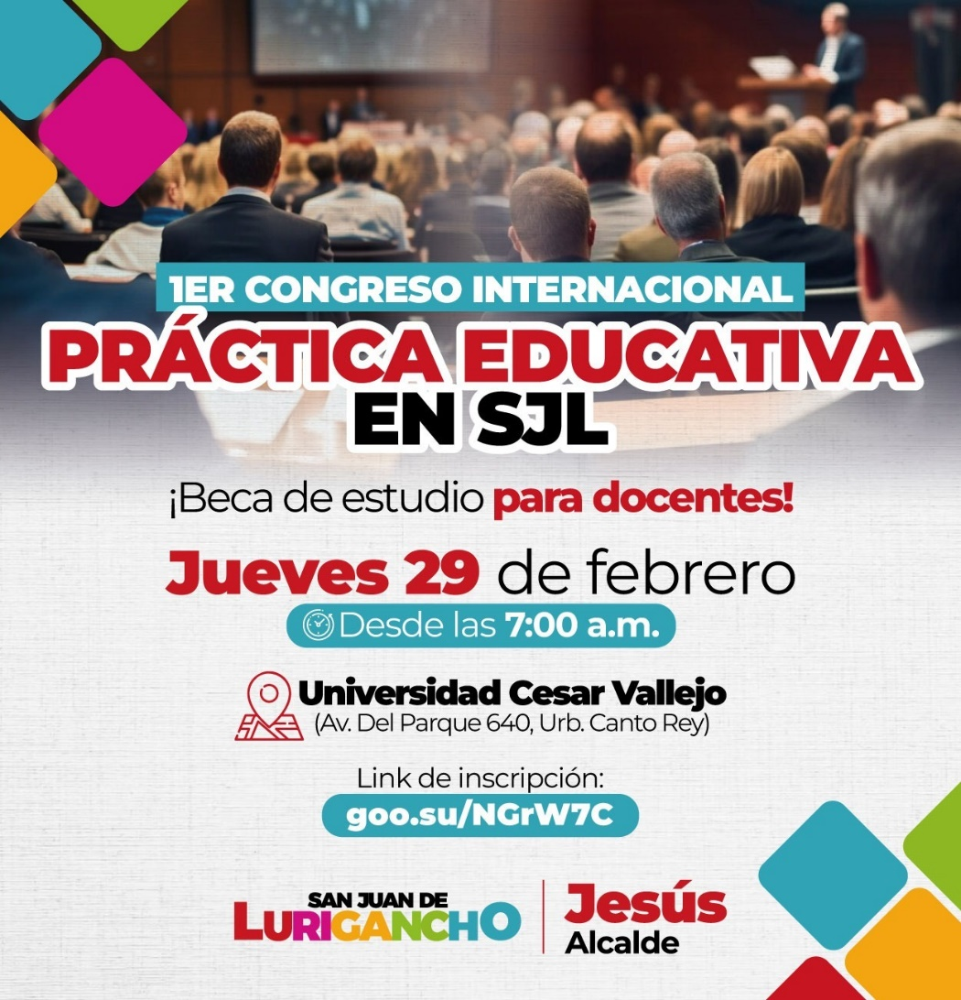 1ER CONGRESO INTERNACIONAL
PRÁCTICA EDUCATIVA
EN SJL
¡Beca de estudio para docentes!
Jueves 29 de febrero
Desde las 7:00 a.m.
Universidad Cesar Vallejo
(Av. Del Parque 640, Urb. Canto Rey)
Link de inscripción:
goo.su/NGrW7C
SAN JUAN DE
LURIGANCHO
Jesús
Alcalde